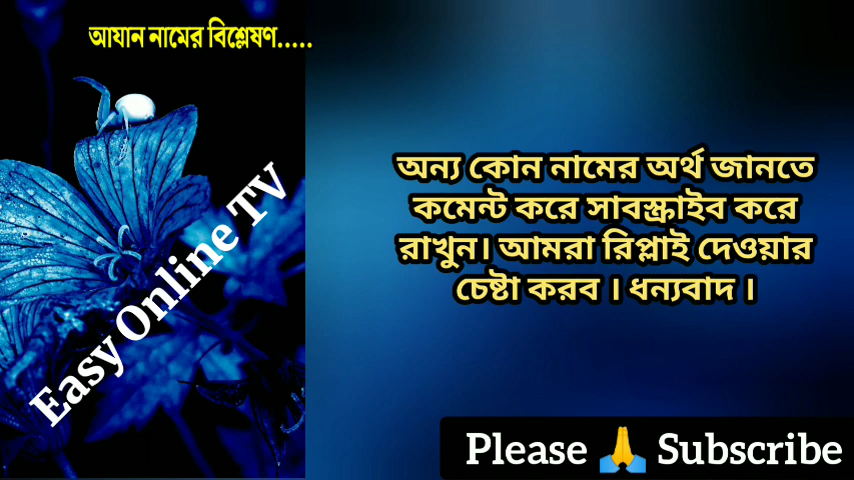 আযান নামের বিশ্লেষণ.....
Easy Online TV
অন্য কোন নামের অর্থ জানতে
কমেন্ট করে সাবস্ক্রাইব করে
রাখুন। আমরা রিপ্লাই দেওয়ার
চেষ্টা করব । ধন্যবাদ ।
Please 🙏 Subscribe